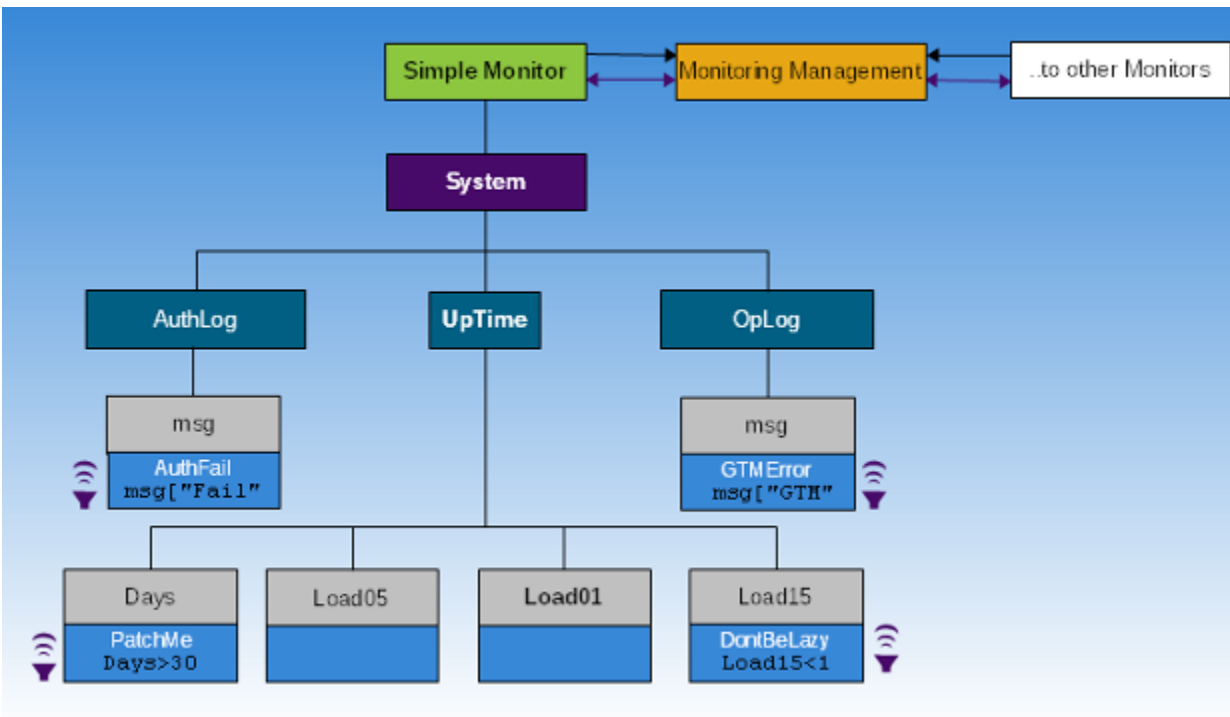 Simple Monitor
Monitoring Management
..to other Monitors
System
AuthLog
UpTime
OpLog
msg
AuthFail
msg["Fail"
msg
GTMError
msg["GTM"
Days
PatchMe
Days>30
Load05
Load01
Load15
DontBeLazy
Load15<1